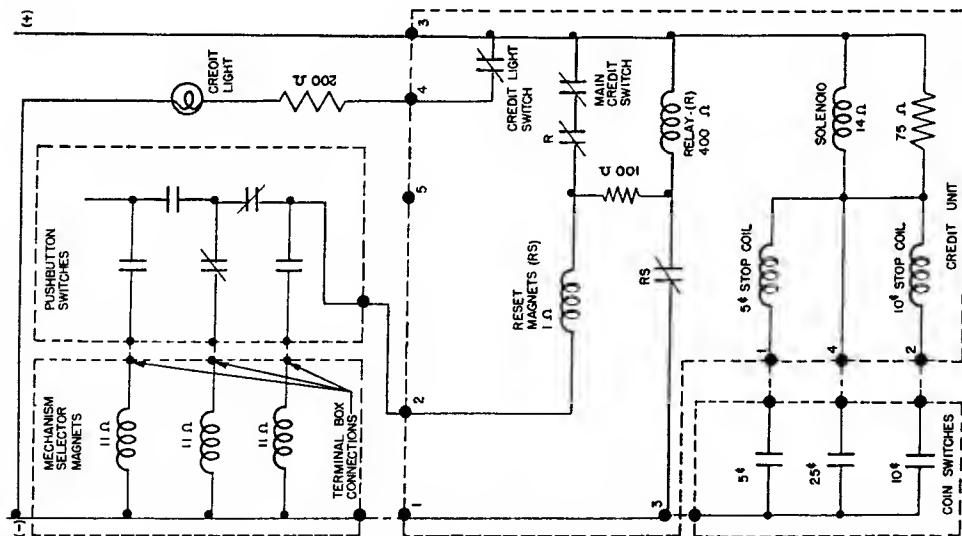 (+)
(-)
CREDIT
LIGHT
200 Ω
PUSHBUTTON
SWITCHES
MECHANISM
SELECTOR
MAGNETS
11 Ω
11 Ω
11 Ω
TERMINAL BOX
CONNECTIONS
3
4
5
2
1
CREDIT LIGHT
SWITCH
R
MAIN
CREDIT
SWITCH
100 Ω
RESET
MAGNETS (RS)
1 Ω
RELAY-(R)
400 Ω
RS
3
SOLENOID
14 Ω
75 Ω
5¢ STOP COIL
10¢ STOP COIL
CREDIT UNIT
1
4
2
5¢
25¢
10¢
COIN SWITCHES